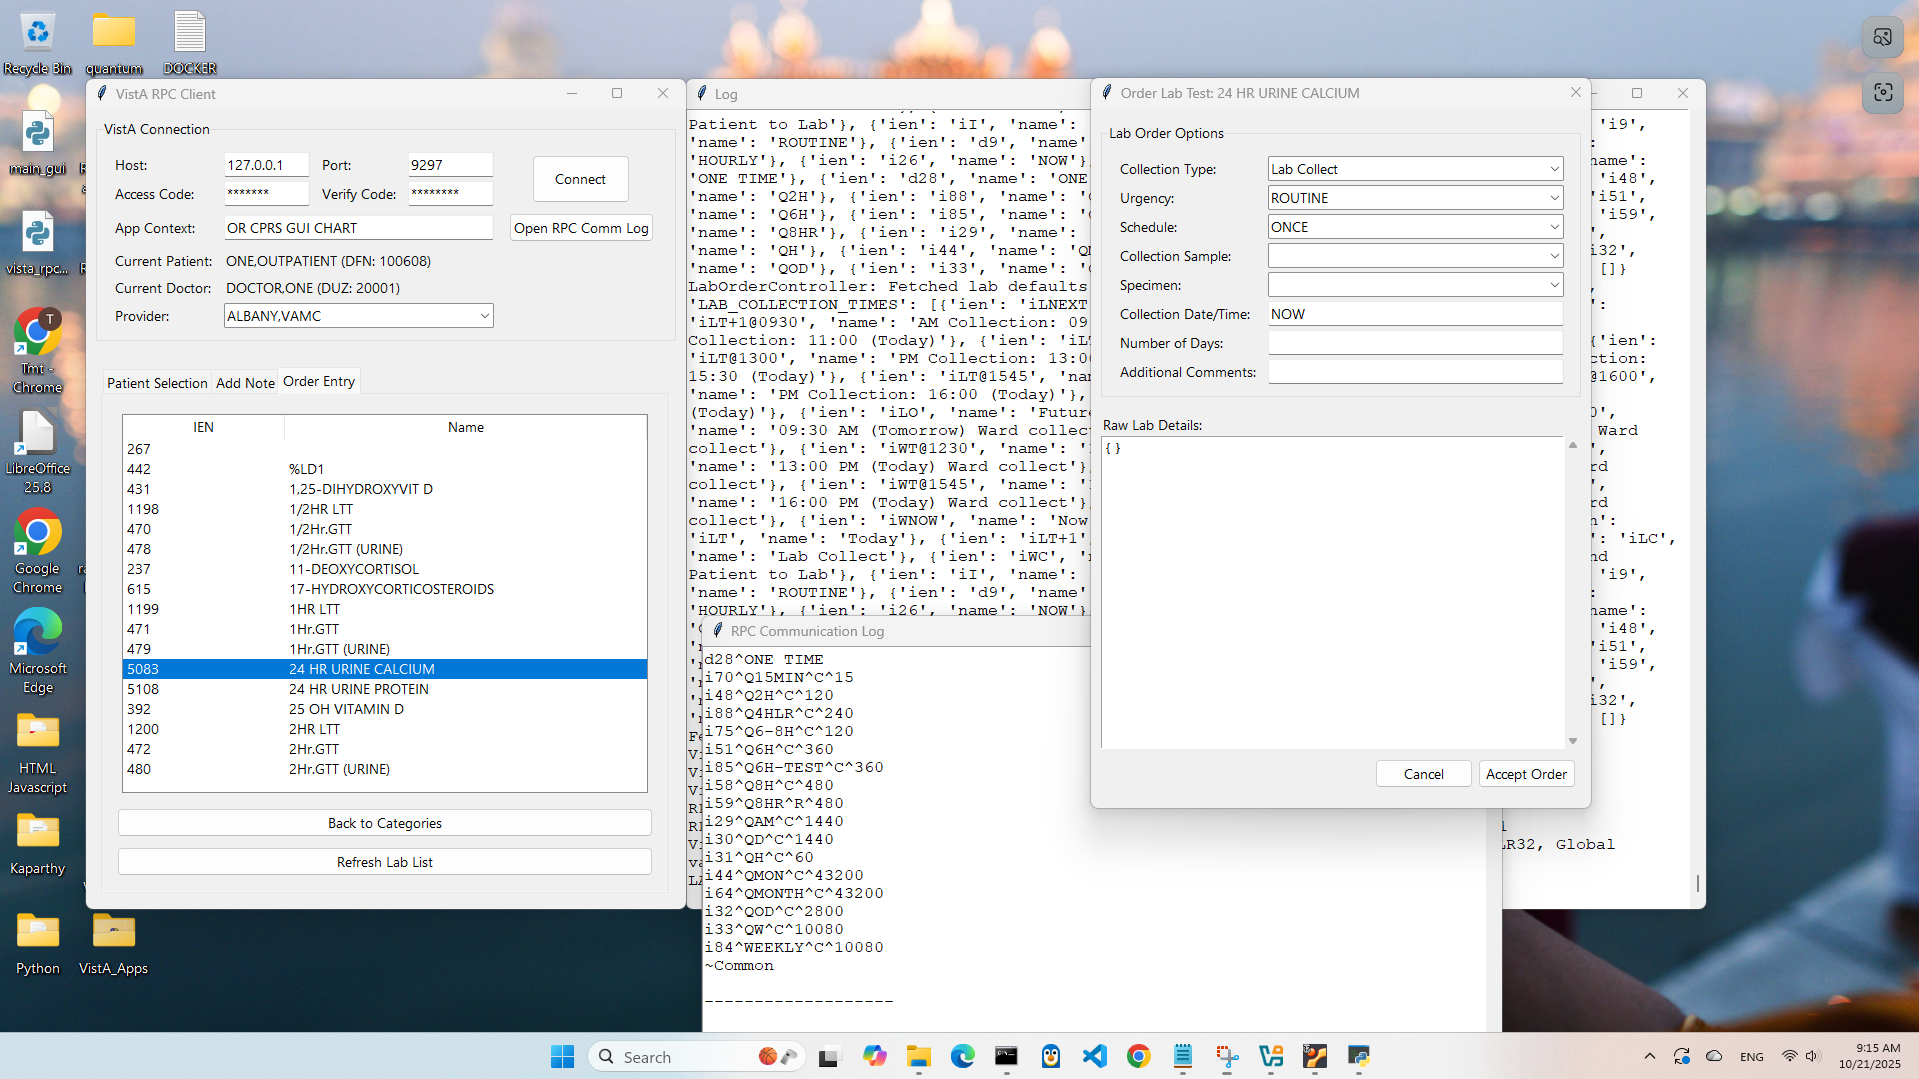 Recycle Bin
quantum
DOCKER
main_gui
vista_rpc...
Tmt - Chrome
LibreOffice 25.8
Google Chrome
Microsoft Edge
HTML Javascript
Kaparthy
Python
VistA_Apps
VistA RPC Client
VistA Connection
Host: 127.0.0.1 Port: 9297
Connect
Access Code: ******* Verify Code: ********
App Context: OR CPRS GUI CHART
Open RPC Comm Log
Current Patient: ONE,OUTPATIENT (DFN: 100608)
Current Doctor: DOCTOR,ONE (DUZ: 20001)
Provider: ALBANY,VAMC
Patient Selection Add Note Order Entry
IEN Name
267
442 %LD1
431 1,25-DIHYDROXYVIT D
1198 1/2HR LTT
470 1/2Hr.GTT
478 1/2Hr.GTT (URINE)
237 11-DEOXYCORTISOL
615 17-HYDROXYCORTICOSTEROIDS
1199 1HR LTT
471 1Hr.GTT
479 1Hr.GTT (URINE)
5083 24 HR URINE CALCIUM
5108 24 HR URINE PROTEIN
392 25 OH VITAMIN D
1200 2HR LTT
472 2Hr.GTT
480 2Hr.GTT (URINE)
Back to Categories
Refresh Lab List
Log
Patient to Lab'}, {'ien': 'iI', 'name': 'i9',
'name': 'ROUTINE'}, {'ien': 'd9', 'name':
'HOURLY'}, {'ien': 'i26', 'name': 'NOW'}, name':
'ONE TIME'}, {'ien': 'd28', 'name': 'ONE 'i48',
'name': 'Q2H'}, {'ien': 'i88', 'name': 'i51',
'name': 'Q6H'}, {'ien': 'i85', 'name': 'i59',
'name': 'Q8HR'}, {'ien': 'i29', 'name':
'name': 'QH'}, {'ien': 'i44', 'name': 'i32',
'name': 'QOD'}, {'ien': 'i33', 'name': []}
LabOrderController: Fetched lab defaults
'LAB_COLLECTION_TIMES': [{'ien': 'iLNEXT
'iLT+1@0930', 'name': 'AM Collection: 09
Collection: 11:00 (Today)'}, {'ien': 'iL {'ien':
'iLT@1300', 'name': 'PM Collection: 13:00 ction:
15:30 (Today)'}, {'ien': 'iLT@1545', 'na @1600',
'name': 'PM Collection: 16:00 (Today)'},
(Today)'}, {'ien': 'iLO', 'name': 'Futur
'name': '09:30 AM (Tomorrow) Ward collec Ward
collect'}, {'ien': 'iWT@1230', 'name':
'name': '13:00 PM (Today) Ward collect'}, rd
collect'}, {'ien': 'iWT@1545', 'name':
'name': '16:00 PM (Today) Ward collect'}, rd
collect'}, {'ien': 'iWNOW', 'name': 'Now en':
'iLT', 'name': 'Today'}, {'ien': 'iLT+1' 'iLC',
'name': 'Lab Collect'}, {'ien': 'iWC', nd
Patient to Lab'}, {'ien': 'iI', 'name': 'i9',
'name': 'ROUTINE'}, {'ien': 'd9', 'name':
'HOURLY'}, {'ien': 'i26', 'name': 'NOW'} name':
'i48',
'i51',
'i59',
'i32',
[]}
LR32, Global
RPC Communication Log
d28^ONE TIME
i70^Q15MIN^C^15
i48^Q2H^C^120
i88^Q4HLR^C^240
i75^Q6-8H^C^120
i51^Q6H^C^360
i85^Q6H-TEST^C^360
i58^Q8H^C^480
i59^Q8HR^R^480
i29^QAM^C^1440
i30^QD^C^1440
i31^QH^C^60
i44^QMON^C^43200
i64^QMONTH^C^43200
i32^QOD^C^2800
i33^QW^C^10080
i84^WEEKLY^C^10080
~Common
-------------------
Order Lab Test: 24 HR URINE CALCIUM
Lab Order Options
Collection Type: Lab Collect
Urgency: ROUTINE
Schedule: ONCE
Collection Sample:
Specimen:
Collection Date/Time: NOW
Number of Days:
Additional Comments:
Raw Lab Details:
{}
Cancel
Accept Order
Search
ENG
9:15 AM
10/21/2025